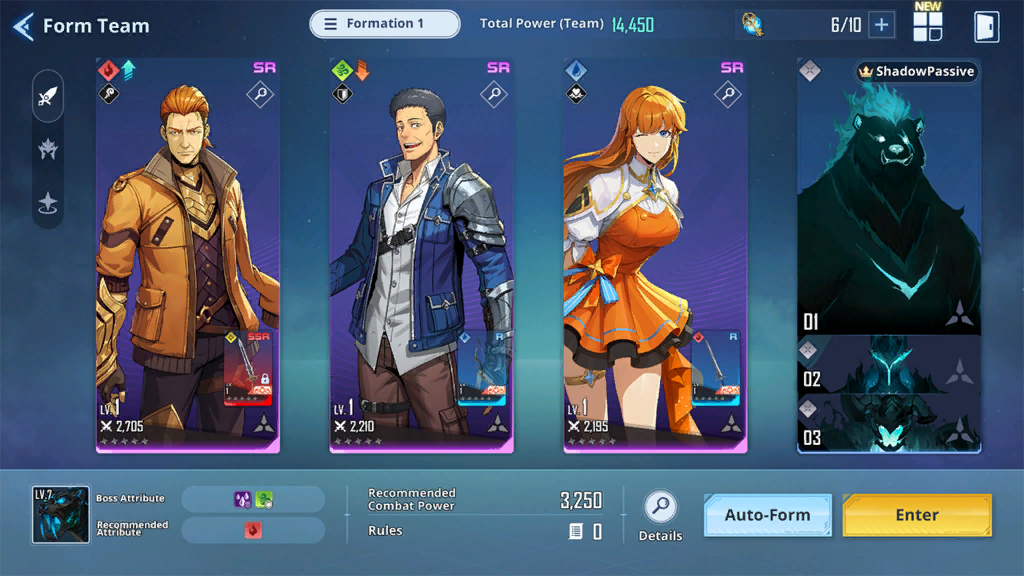 Form Team
Formation 1
Total Power (Team) 14,450
6/10
NEW
SR
SR
SR
ShadowPassive
SSR
R
R
LV. 1
2,705
LV. 1
2,210
LV. 1
2,195
01
02
03
LV.7
Boss Attribute
Recommended
Attribute
Recommended
Combat Power
3,250
Rules
0
Details
Auto-Form
Enter